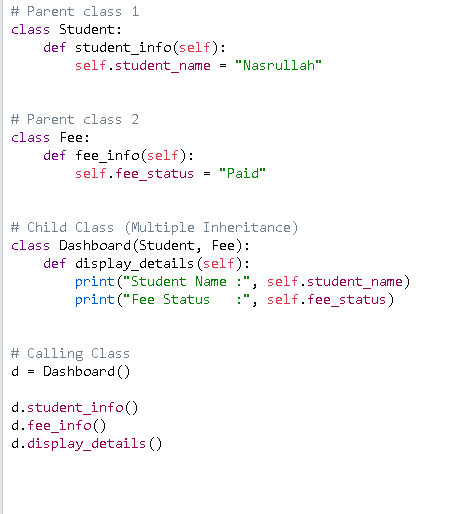 # Parent class 1
class Student:
    def student_info(self):
        self.student_name = "Nasrullah"
# Parent class 2
class Fee:
    def fee_info(self):
        self.fee_status = "Paid"
# Child Class (Multiple Inheritance)
class Dashboard(Student, Fee):
    def display_details(self):
        print("Student Name :", self.student_name)
        print("Fee Status   :", self.fee_status)
# Calling Class
d = Dashboard()
d.student_info()
d.fee_info()
d.display_details()